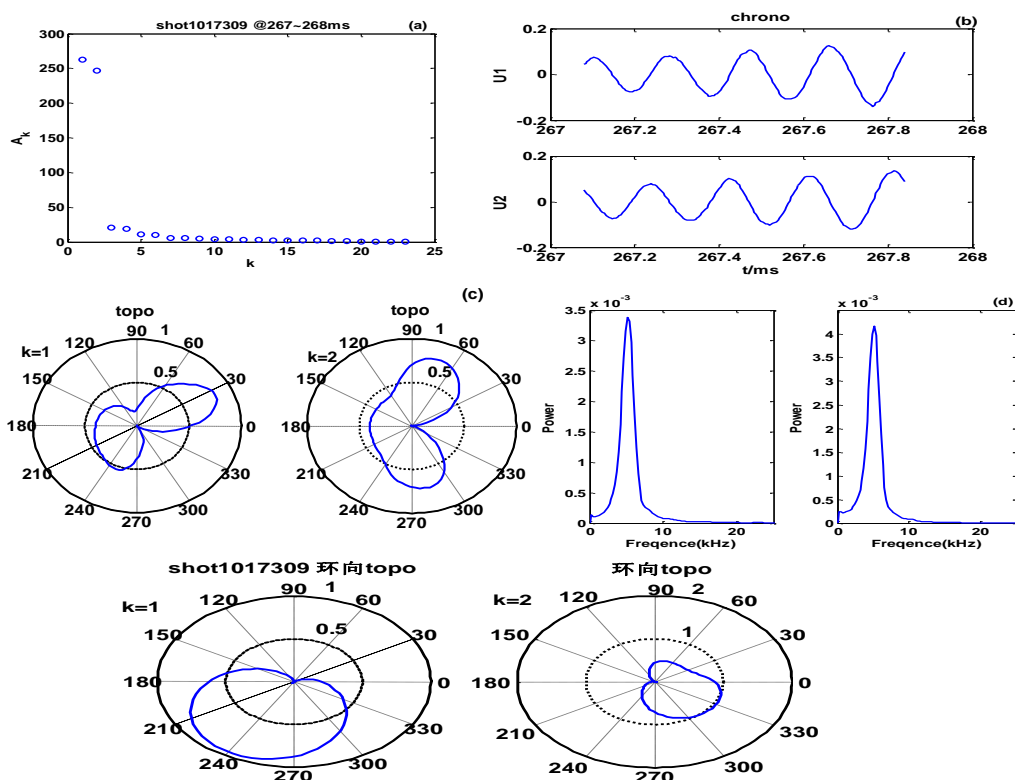 shot1017309 @267~268ms (a)
300
250
200
150
100
50
0
A_k
0 5 10 15 20 25
k
chrono (b)
0.2
0
-0.2
U1
267 267.2 267.4 267.6 267.8 268
0.2
0
-0.2
U2
267 267.2 267.4 267.6 267.8 268
t/ms
(c)
topo
k=1
90 1
120 60
150 0.5 30
180 0
210 330
240 300
270
topo
k=2
90 1
120 60
150 0.5 30
180 0
210 330
240 300
270
x 10⁻³
3.5
3
2.5
2
1.5
1
0.5
0
Power
0 10 20
Freqence(kHz)
x 10⁻³ (d)
4
3.5
3
2.5
2
1.5
1
0.5
0
Power
0 10 20
Freqence(kHz)
shot1017309 环向topo
k=1
90 1
120 60
150 0.5 30
180 0
210 330
240 300
270
环向topo
k=2
90 2
120 60
150 1 30
180 0
210 330
240 300
270